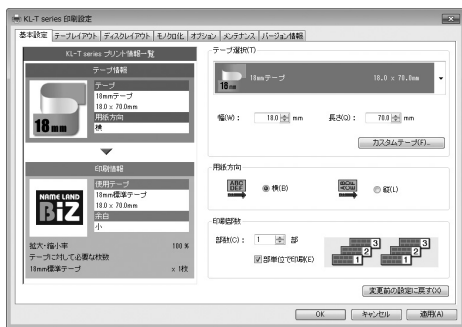 KL-T series 印刷設定
基本設定 テープレイアウト ディスクレイアウト モノクロ化 オプション メンテナンス バージョン情報
KL-T series プリント情報一覧
テープ情報
18mm
テープ
18mmテープ
18.0 x 70.0mm
用紙方向
横
印刷情報
NAME LAND
BiZ
使用テープ
18mm標準テープ
18.0 x 70.0mm
余白
小
拡大・縮小率 100 %
テープに対して必要な枚数
18mm標準テープ x 1枚
テープ選択(T)
18mm
18mmテープ 18.0 x 70.0mm
幅(W): 18.0 mm 長さ(Q): 70.0 mm
カスタムテープ(F)...
用紙方向
ABC
DEF
横(B)
縦(L)
印刷部数
部数(C): 1 部
部単位で印刷(E)
3 3
2 2
1 1
変更前の設定に戻す(X)
OK キャンセル 適用(A)